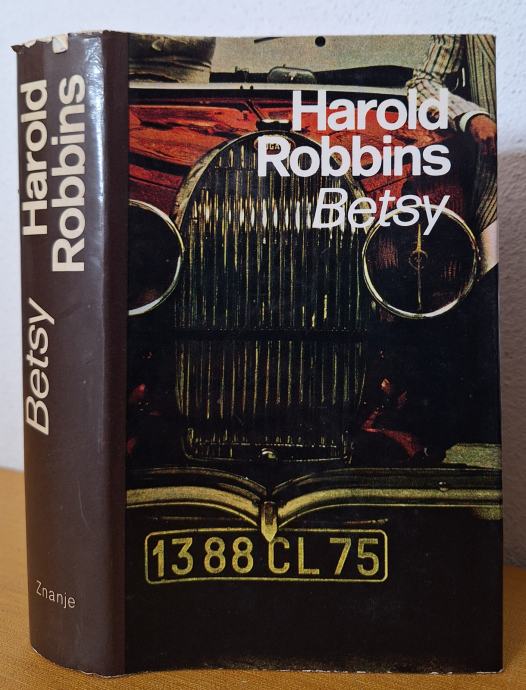 Harold
Robbins
Betsy
Znanje
Harold
Robbins
Betsy
1388 CL 75